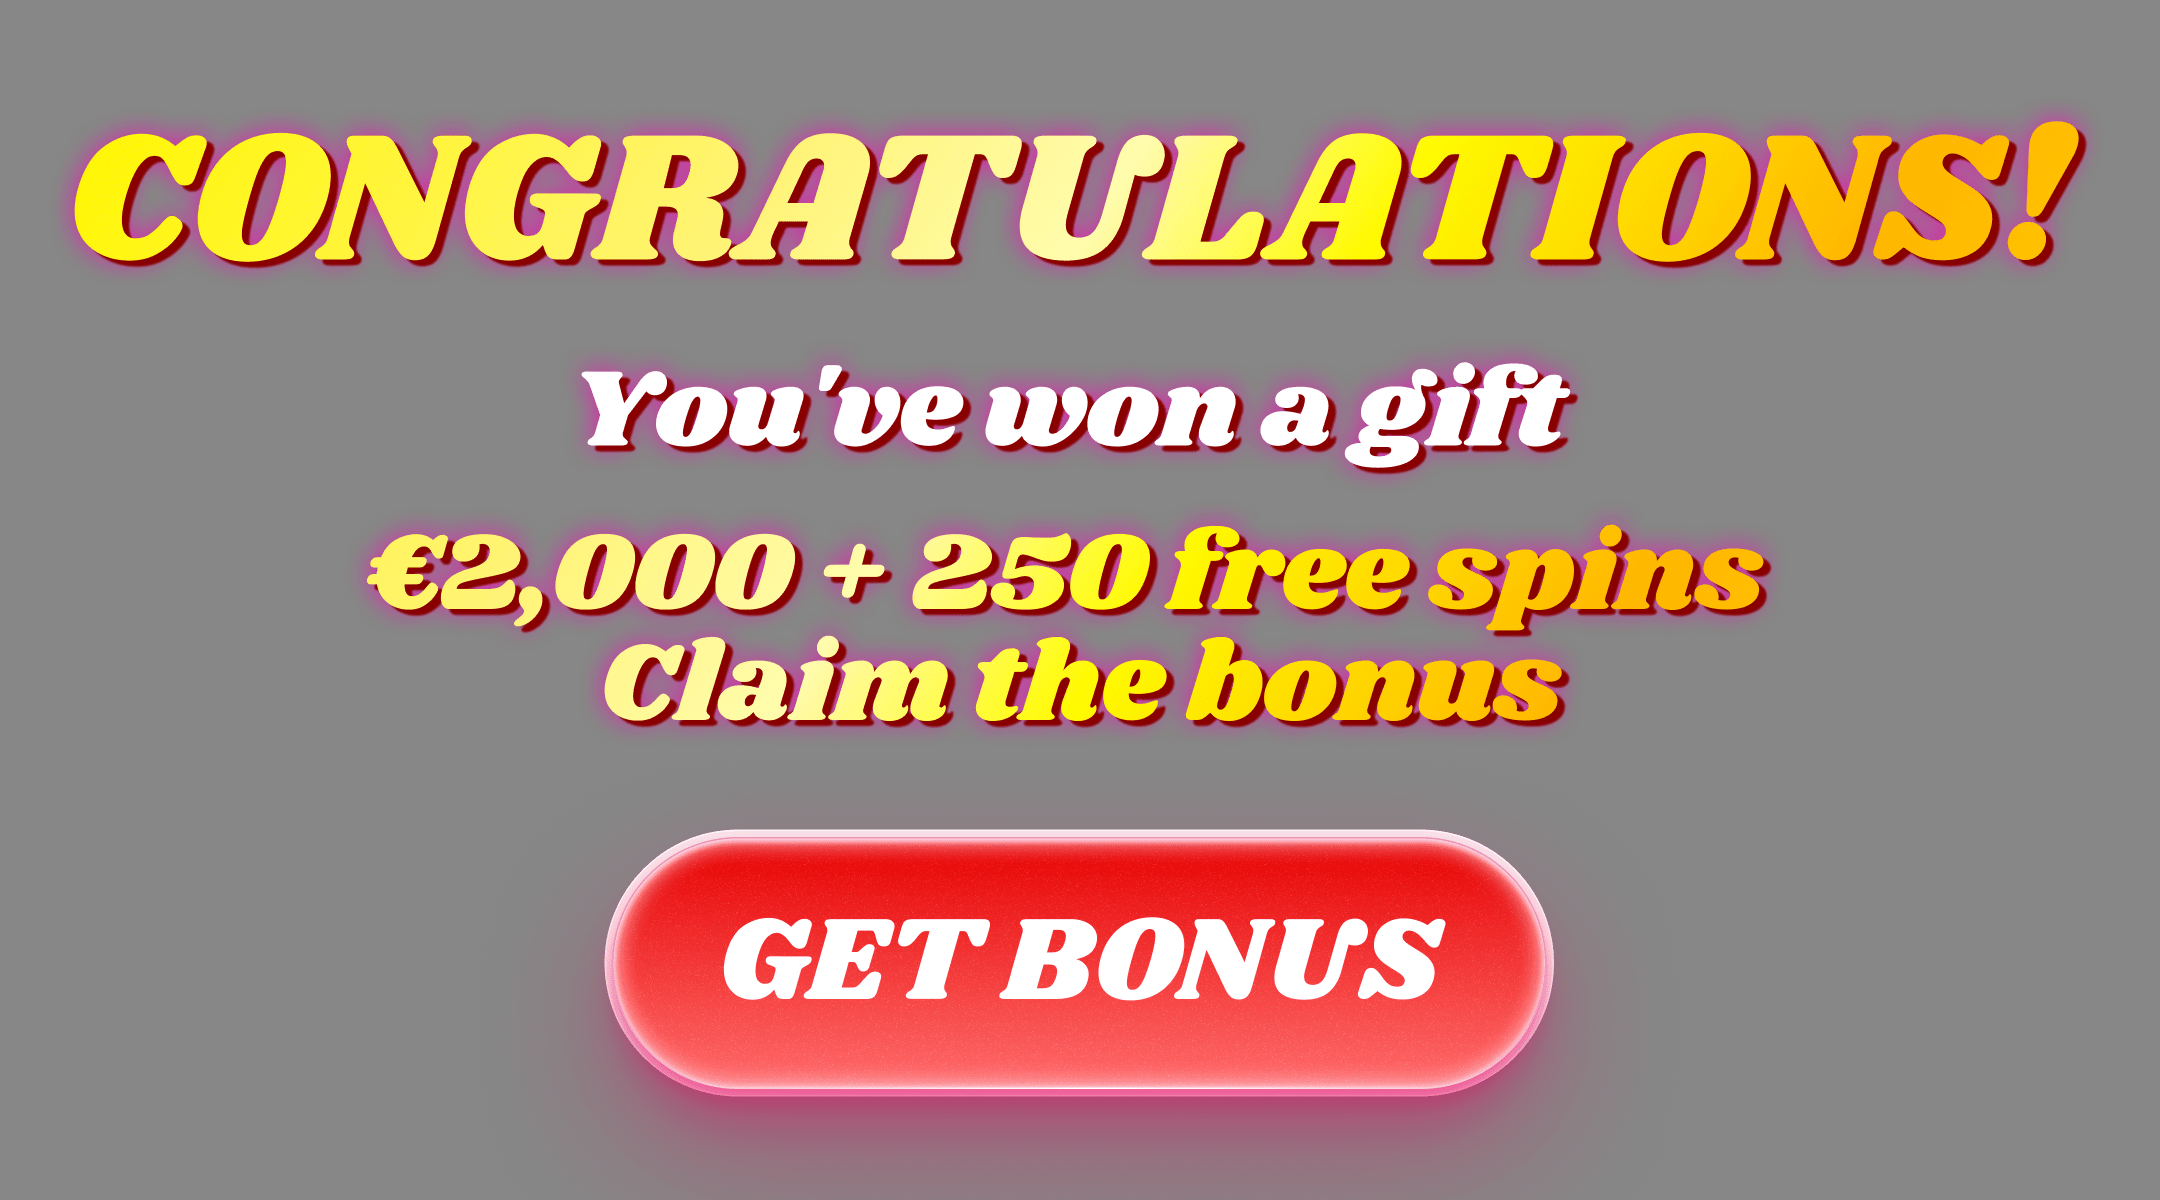 CONGRATULATIONS!
You've won a gift
€2,000 + 250 free spins
Claim the bonus
GET BONUS